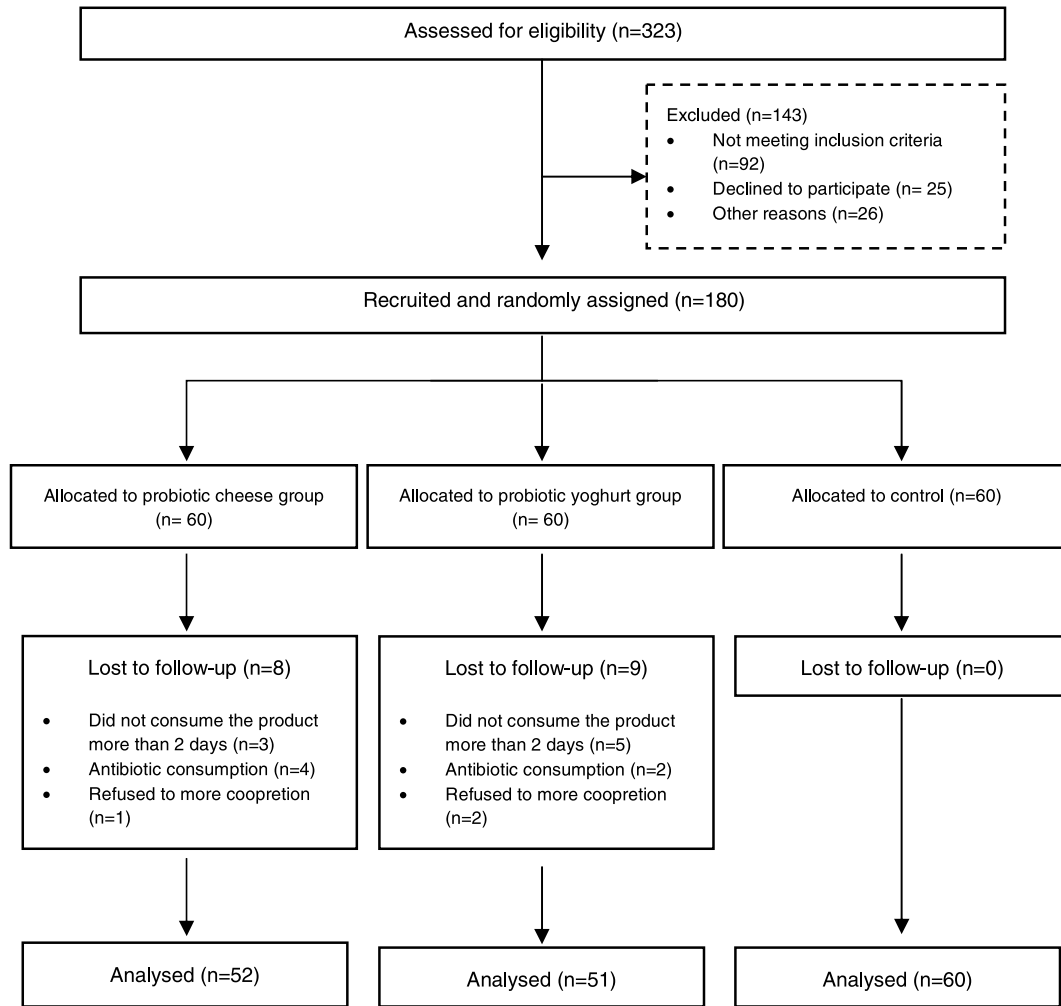 Assessed for eligibility (n=323)
Excluded (n=143)
• Not meeting inclusion criteria
(n=92)
• Declined to participate (n= 25)
• Other reasons (n=26)
Recruited and randomly assigned (n=180)
Allocated to probiotic cheese group
(n= 60)
Allocated to probiotic yoghurt group
(n= 60)
Allocated to control (n=60)
Lost to follow-up (n=8)
• Did not consume the product
more than 2 days (n=3)
• Antibiotic consumption (n=4)
• Refused to more coopretion
(n=1)
Lost to follow-up (n=9)
• Did not consume the product
more than 2 days (n=5)
• Antibiotic consumption (n=2)
• Refused to more coopretion
(n=2)
Lost to follow-up (n=0)
Analysed (n=52)
Analysed (n=51)
Analysed (n=60)